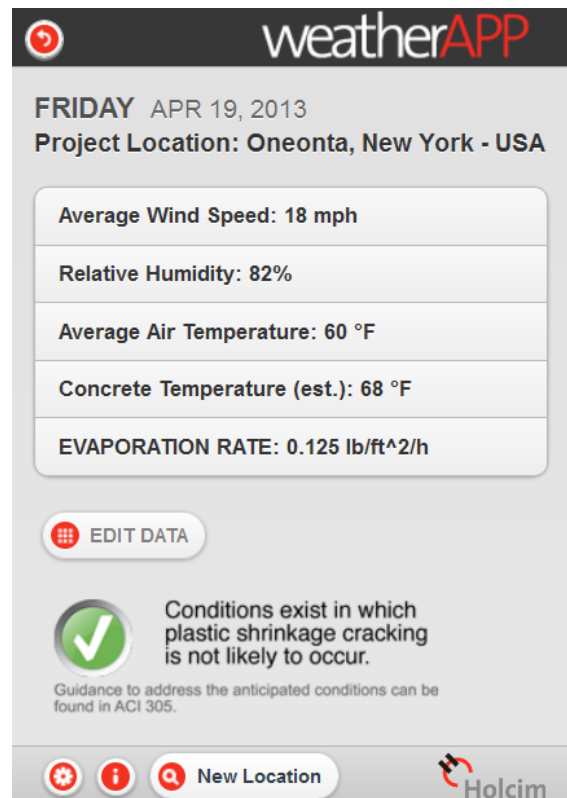 weatherAPP
FRIDAY APR 19, 2013
Project Location: Oneonta, New York - USA
Average Wind Speed: 18 mph
Relative Humidity: 82%
Average Air Temperature: 60 °F
Concrete Temperature (est.): 68 °F
EVAPORATION RATE: 0.125 lb/ft^2/h
EDIT DATA
Conditions exist in which
plastic shrinkage cracking
is not likely to occur.
Guidance to address the anticipated conditions can be
found in ACI 305.
New Location
Holcim